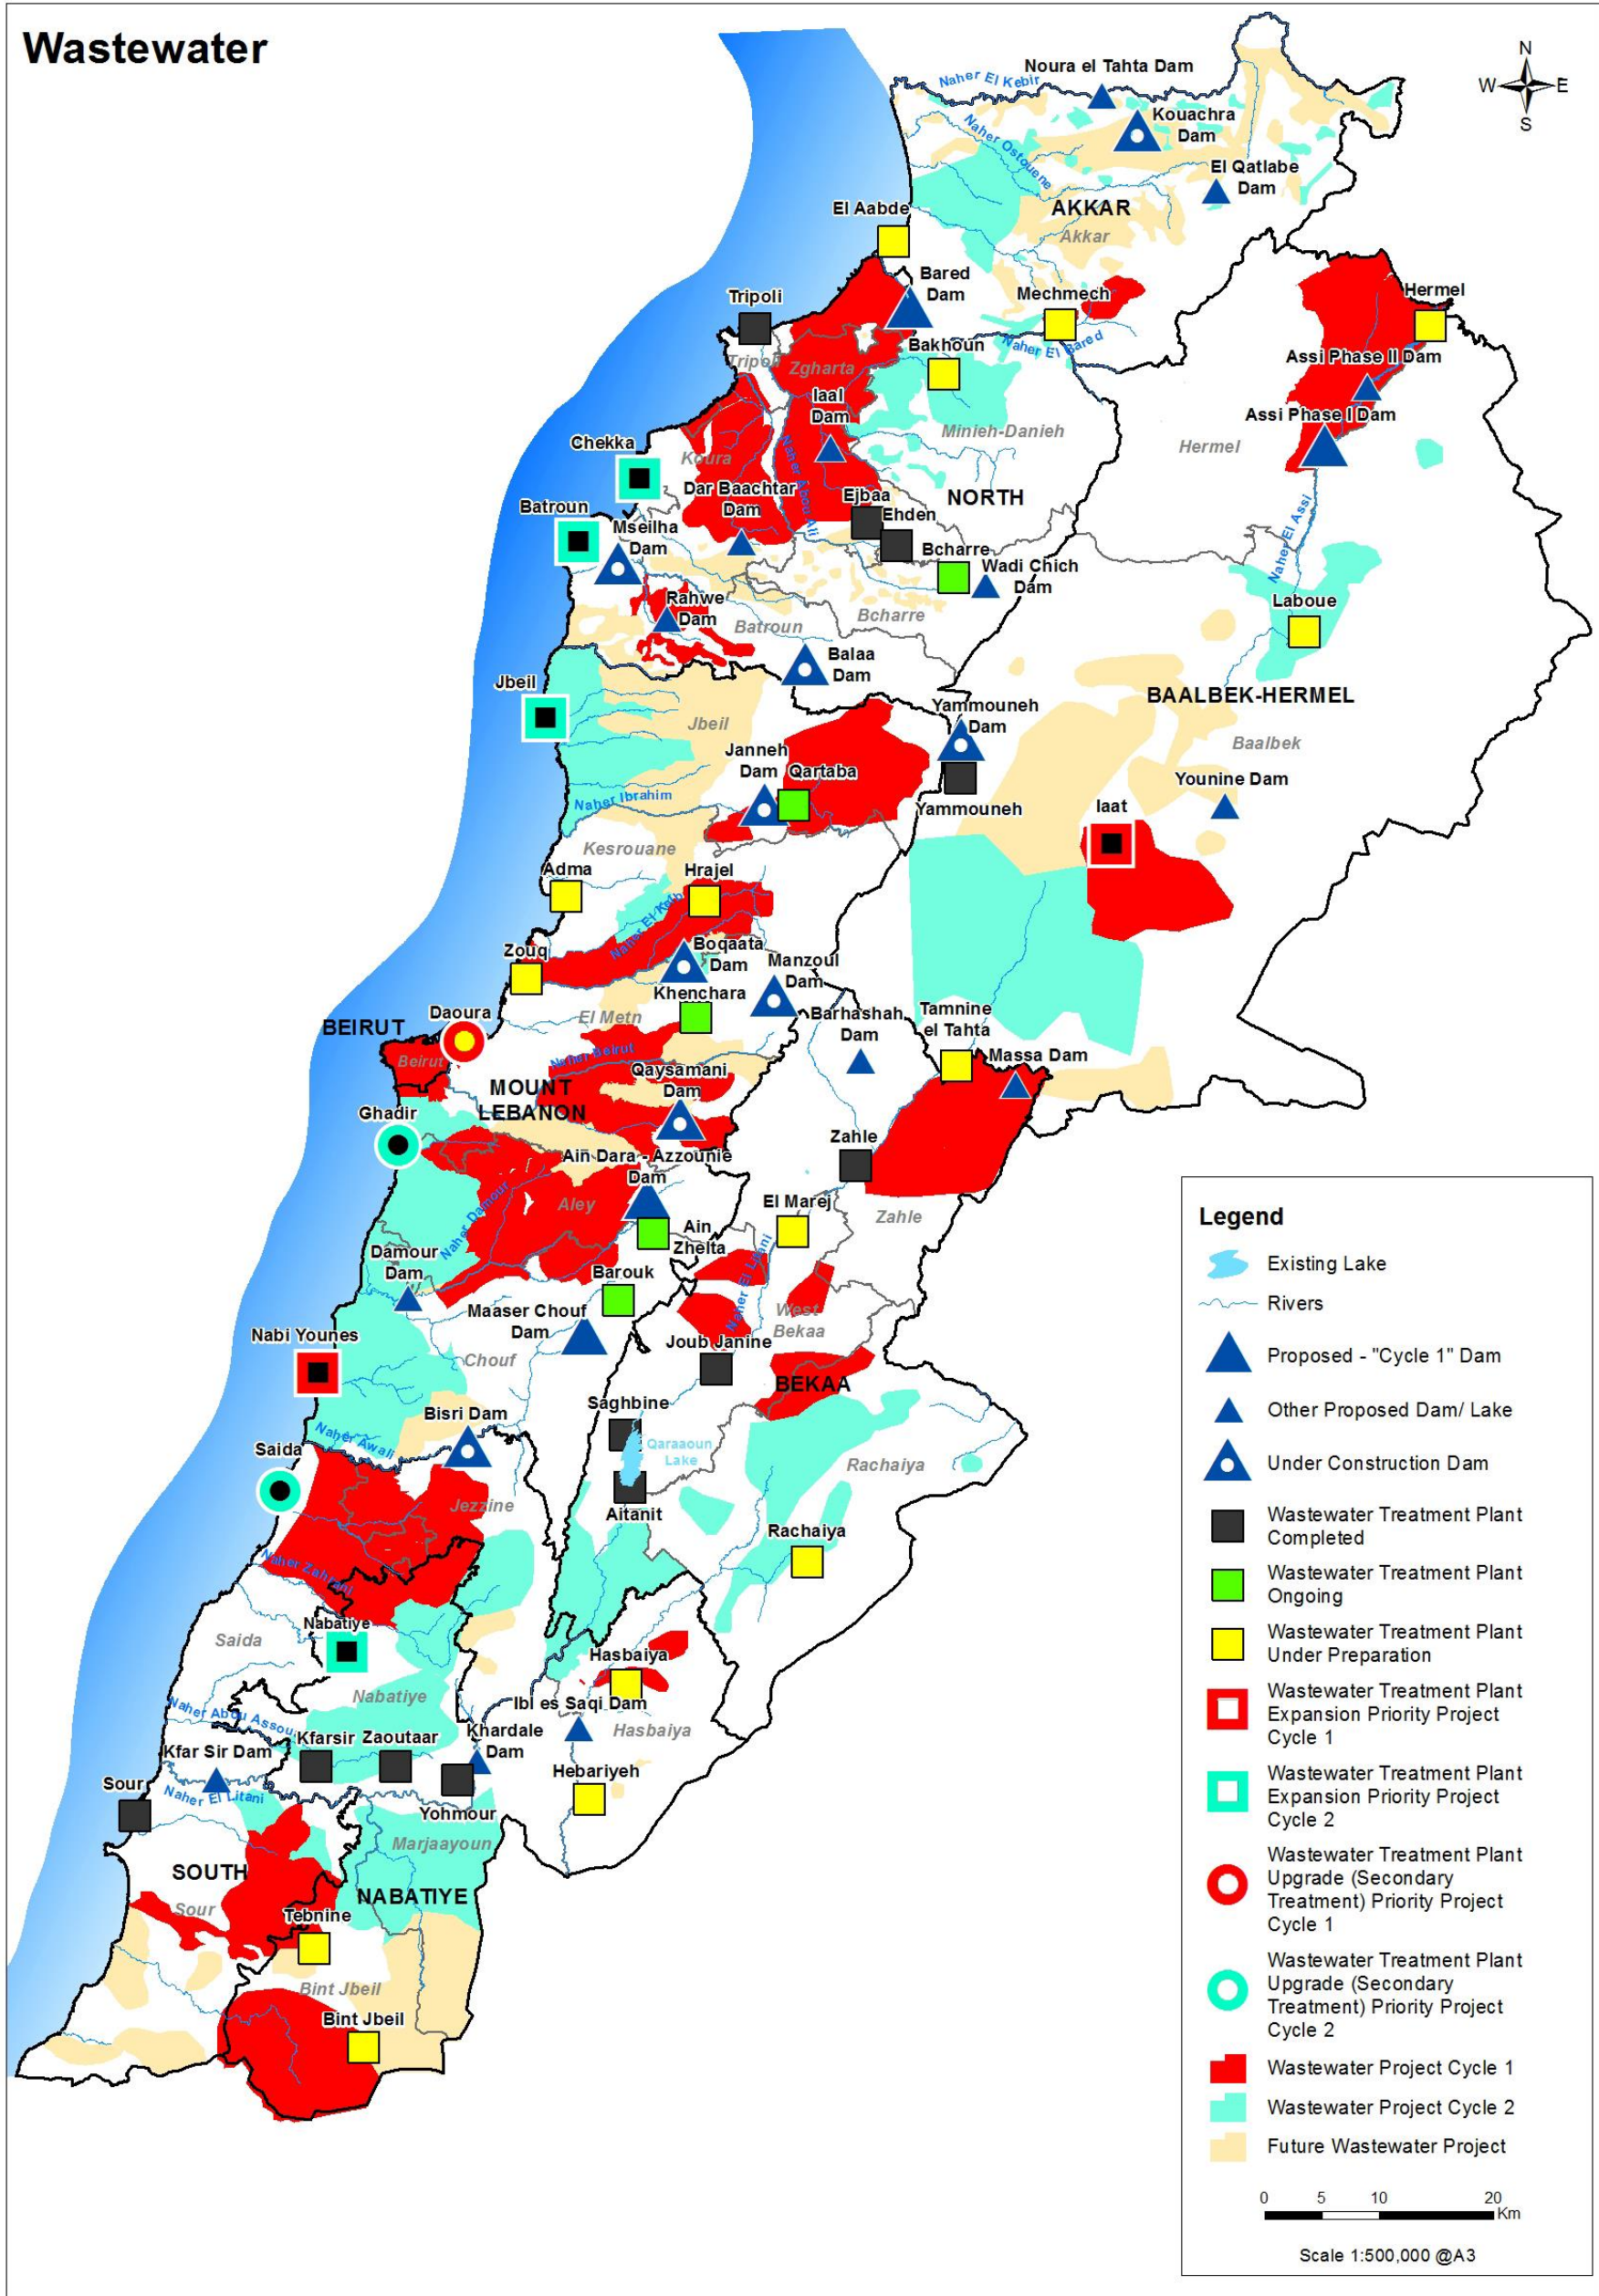 Wastewater
N
W
E
S
Noura el Tahta Dam
Naher El Kebir
Kouachra
Dam
Naher Ostouene
El Qatlabe
Dam
El Aabde
AKKAR
Akkar
Bared
Dam
Tripoli
Mechmech
Hermel
Bakhoun
Naher El Bared
Tripoli
Zgharta
Assi Phase II Dam
Iaal
Dam
Assi Phase I Dam
Minieh-Danieh
Hermel
Chekka
Koura
Naher Abou Ali
Dar Baachtar
Dam
Ejbaa
NORTH
Batroun
Ehden
Mseilha
Dam
Naher El Assi
Bcharre
Wadi Chich
Dam
Rahwe
Dam
Laboue
Batroun
Bcharre
Balaa
Dam
Jbeil
BAALBEK-HERMEL
Yammouneh
Dam
Jbeil
Baalbek
Janneh
Dam
Qartaba
Younine Dam
Naher Ibrahim
Yammouneh
Iaat
Kesrouane
Adma
Hrajel
Naher El Kelb
Zouq
Boqaata
Dam
Manzoul
Dam
Khenchara
Daoura
El Metn
Barhashah
Dam
Tamnine
el Tahta
BEIRUT
Beirut
Naher Beirut
Massa Dam
Qaysamani
Dam
MOUNT
LEBANON
Ghadir
Zahle
Ain Dara - Azzounie
Dam
Aley
El Marej
Zahle
Naher Damour
Ain
Zhelta
Damour
Dam
Barouk
Naher El Litani
Maaser Chouf
Dam
West
Bekaa
Nabi Younes
Joub Janine
Chouf
BEKAA
Saghbine
Bisri Dam
Naher Awali
Qaraaoun
Lake
Saida
Rachaiya
Jezzine
Aitanit
Rachaiya
Naher Zahrani
Nabatiye
Saida
Hasbaiya
Nabatiye
Ibl es Saqi Dam
Hasbaiya
Naher Abou Assoui
Khardale
Dam
Kfarsir
Zaoutaar
Kfar Sir Dam
Hebariyeh
Sour
Naher El Litani
Yohmour
Marjaayoun
SOUTH
NABATIYE
Sour
Tebnine
Bint Jbeil
Bint Jbeil
Legend
Existing Lake
Rivers
Proposed - "Cycle 1" Dam
Other Proposed Dam/ Lake
Under Construction Dam
Wastewater Treatment Plant
Completed
Wastewater Treatment Plant
Ongoing
Wastewater Treatment Plant
Under Preparation
Wastewater Treatment Plant
Expansion Priority Project
Cycle 1
Wastewater Treatment Plant
Expansion Priority Project
Cycle 2
Wastewater Treatment Plant
Upgrade (Secondary
Treatment) Priority Project
Cycle 1
Wastewater Treatment Plant
Upgrade (Secondary
Treatment) Priority Project
Cycle 2
Wastewater Project Cycle 1
Wastewater Project Cycle 2
Future Wastewater Project
0 5 10 20
Km
Scale 1:500,000 @A3